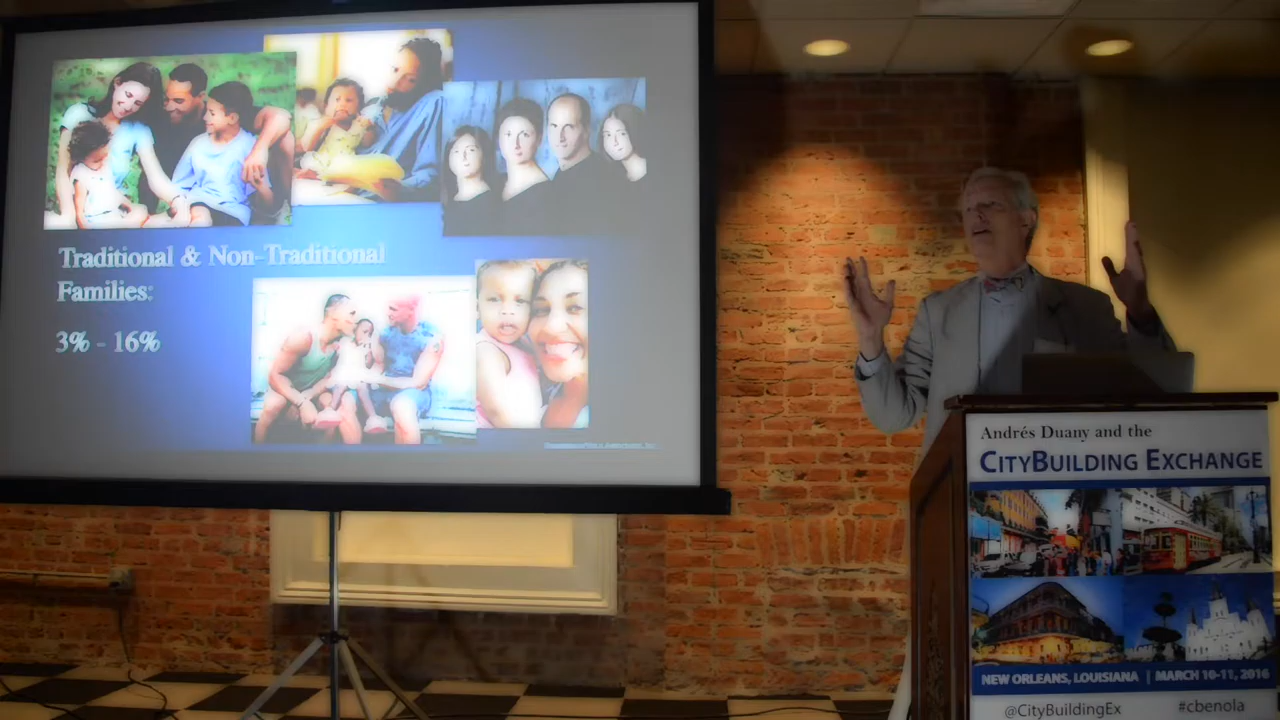 Traditional & Non-Traditional
Families:
3% - 16%
Andrés Duany and the
CITYBUILDING EXCHANGE
NEW ORLEANS, LOUISIANA | MARCH 10-11, 2016
@CityBuildingEx #cbenola